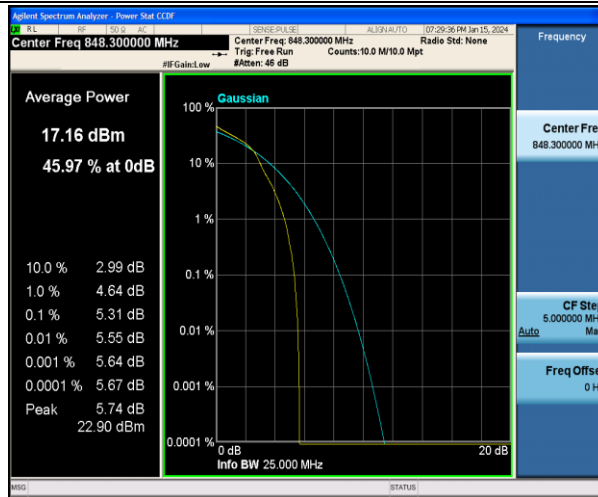 Agilent Spectrum Analyzer - Power Stat CCDF
RL RF 50 Ω AC SENSE:PULSE ALIGNAUTO 07:29:36 PM Jan 15, 2024
Center Freq 848.300000 MHz
Center Freq: 848.300000 MHz Radio Std: None
Trig: Free Run Counts:10.0 M/10.0 Mpt
#IFGain:Low #Atten: 46 dB
Frequency
Average Power
17.16 dBm
45.97 % at 0dB
10.0 % 2.99 dB
1.0 % 4.64 dB
0.1 % 5.31 dB
0.01 % 5.55 dB
0.001 % 5.64 dB
0.0001 % 5.67 dB
Peak 5.74 dB
22.90 dBm
Gaussian
100 %
10 %
1 %
0.1 %
0.01 %
0.001 %
0.0001 %
0 dB 20 dB
Info BW 25.000 MHz
Center Fre
848.300000 MH
CF Ste
5.000000 MH
Auto Ma
Freq Offse
0 H
MSG STATUS